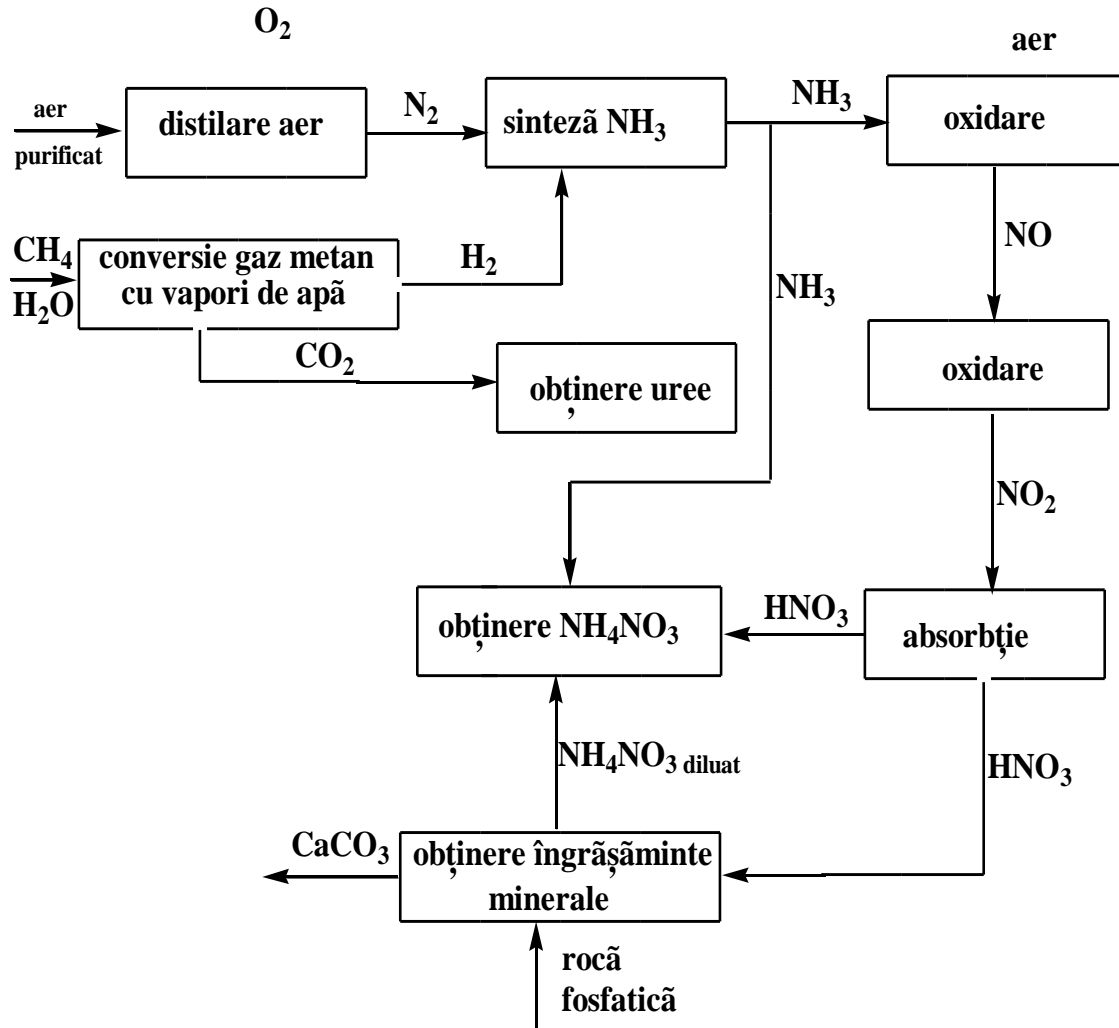 O₂
aer
aer
purificat
distilare aer
N₂
sinteză NH₃
NH₃
oxidare
CH₄
H₂O
conversie gaz metan
cu vapori de apă
H₂
NH₃
NO
CO₂
obținere uree
oxidare
NO₂
obținere NH₄NO₃
HNO₃
absorbție
NH₄NO₃ diluat
HNO₃
CaCO₃
obținere îngrășăminte
minerale
rocă
fosfatică